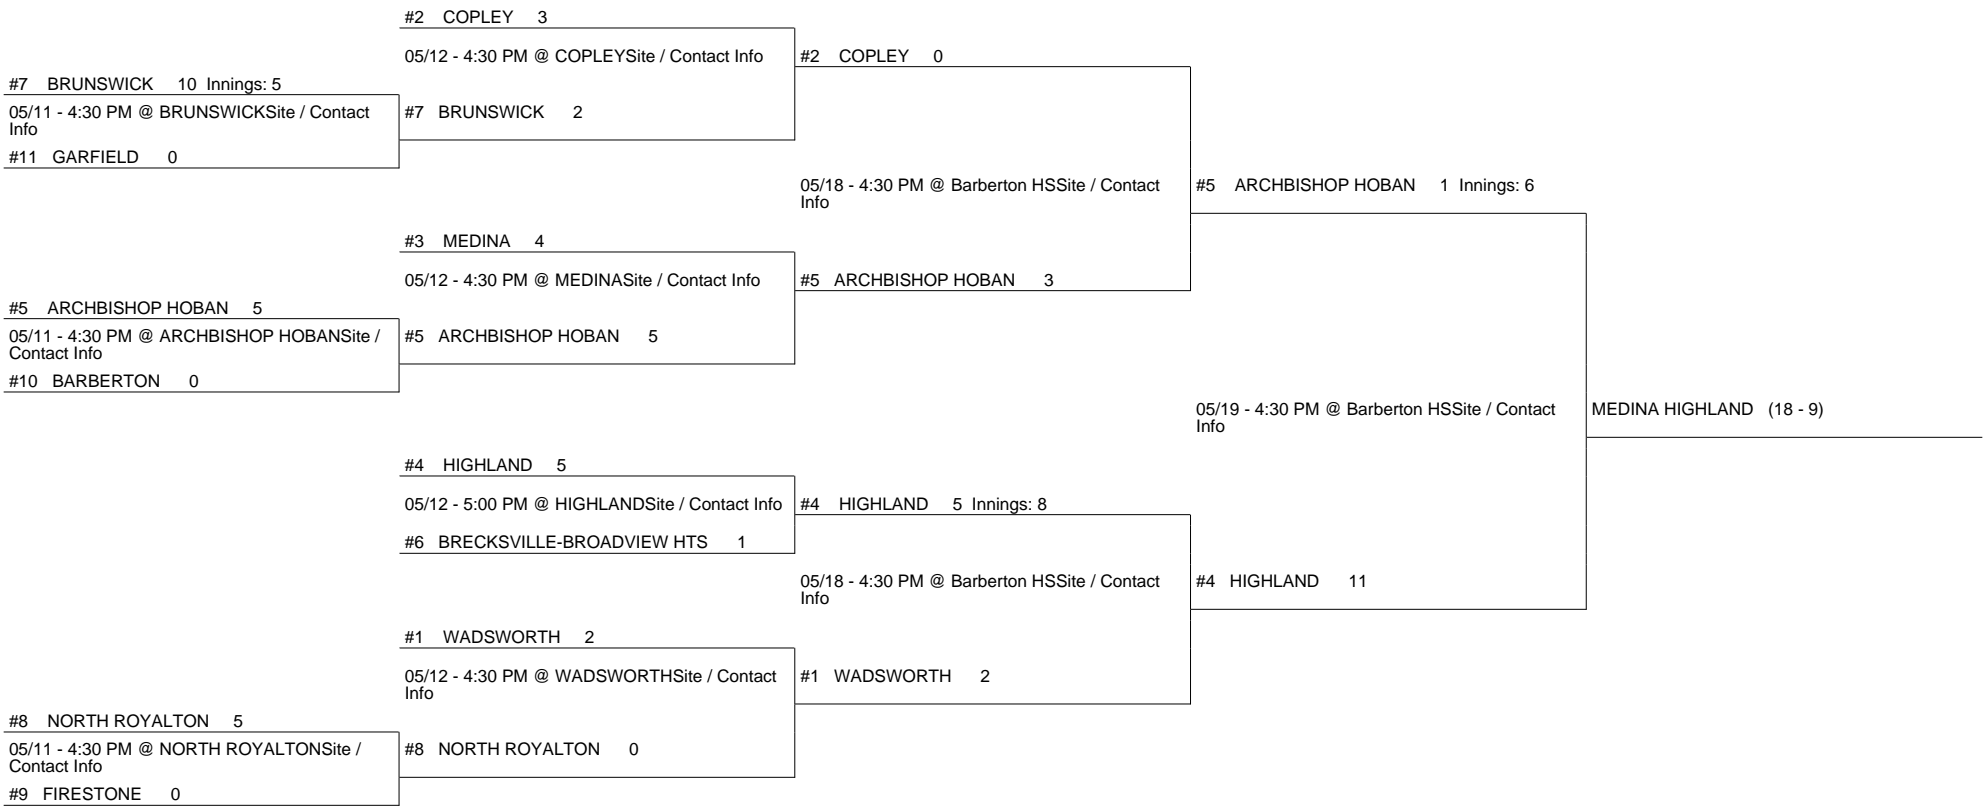 #7 BRUNSWICK 10 Innings: 5
05/11 - 4:30 PM @ BRUNSWICKSite / Contact
Info
#11 GARFIELD 0
#5 ARCHBISHOP HOBAN 5
05/11 - 4:30 PM @ ARCHBISHOP HOBANSite /
Contact Info
#10 BARBERTON 0
#8 NORTH ROYALTON 5
05/11 - 4:30 PM @ NORTH ROYALTONSite /
Contact Info
#9 FIRESTONE 0
#2 COPLEY 3
05/12 - 4:30 PM @ COPLEYSite / Contact Info
#7 BRUNSWICK 2
#3 MEDINA 4
05/12 - 4:30 PM @ MEDINASite / Contact Info
#5 ARCHBISHOP HOBAN 5
#4 HIGHLAND 5
05/12 - 5:00 PM @ HIGHLANDSite / Contact Info
#6 BRECKSVILLE-BROADVIEW HTS 1
#1 WADSWORTH 2
05/12 - 4:30 PM @ WADSWORTHSite / Contact
Info
#8 NORTH ROYALTON 0
#2 COPLEY 0
05/18 - 4:30 PM @ Barberton HSSite / Contact
Info
#5 ARCHBISHOP HOBAN 3
#4 HIGHLAND 5 Innings: 8
05/18 - 4:30 PM @ Barberton HSSite / Contact
Info
#1 WADSWORTH 2
#5 ARCHBISHOP HOBAN 1 Innings: 6
05/19 - 4:30 PM @ Barberton HSSite / Contact
Info
#4 HIGHLAND 11
MEDINA HIGHLAND (18 - 9)